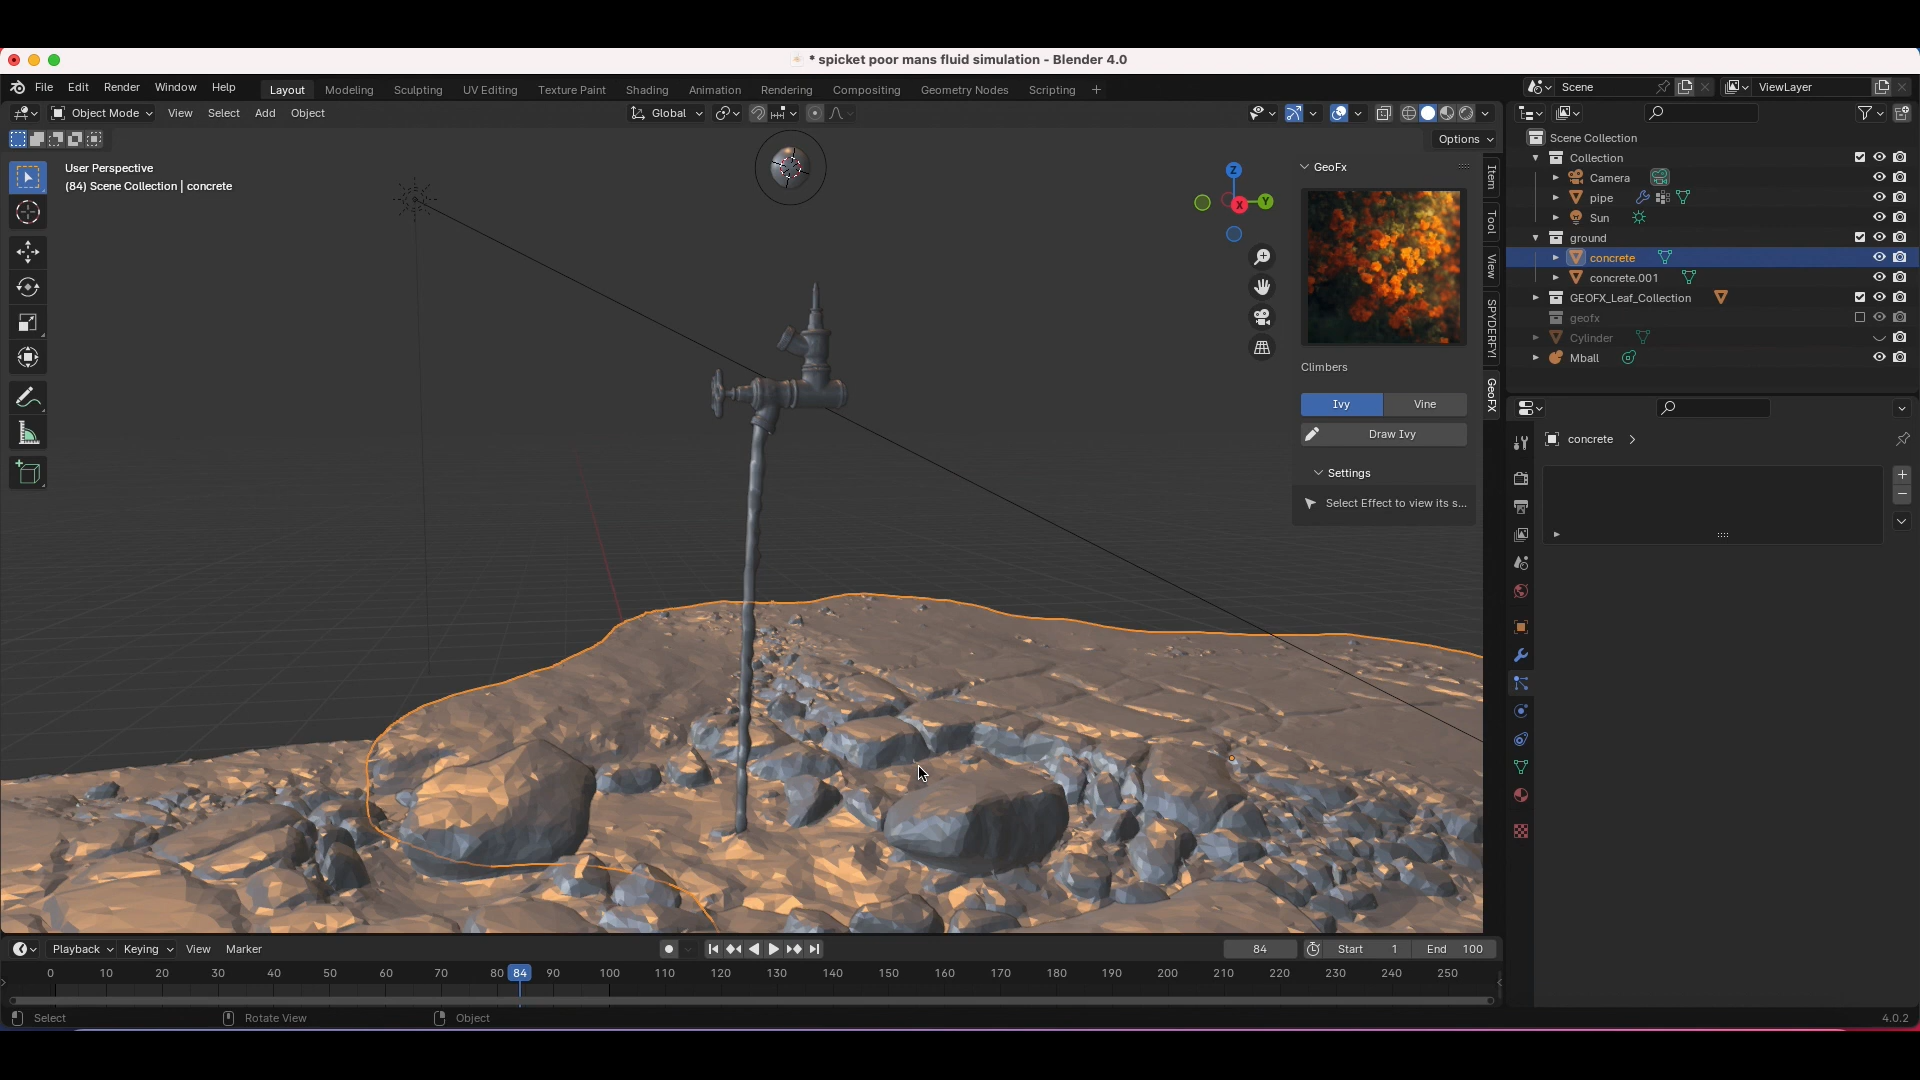 * spicket poor mans fluid simulation - Blender 4.0
File Edit Render Window Help
Layout Modeling Sculpting UV Editing Texture Paint Shading Animation Rendering Compositing Geometry Nodes Scripting +
Scene
ViewLayer
Object Mode View Select Add Object
Global
Options
User Perspective
(84) Scene Collection | concrete
Z
X
Y
GeoFx
Climbers
Ivy
Vine
Draw Ivy
Settings
Select Effect to view its s...
Item
Tool
View
SPYDERFY!
GeoFX
Scene Collection
Collection
Camera
pipe
Sun
ground
concrete
concrete.001
GEOFX_Leaf_Collection
geofx
Cylinder
Mball
concrete
Playback Keying View Marker
84
Start 1
End 100
0 10 20 30 40 50 60 70 80 84 90 100 110 120 130 140 150 160 170 180 190 200 210 220 230 240 250
Select
Rotate View
Object
4.0.2